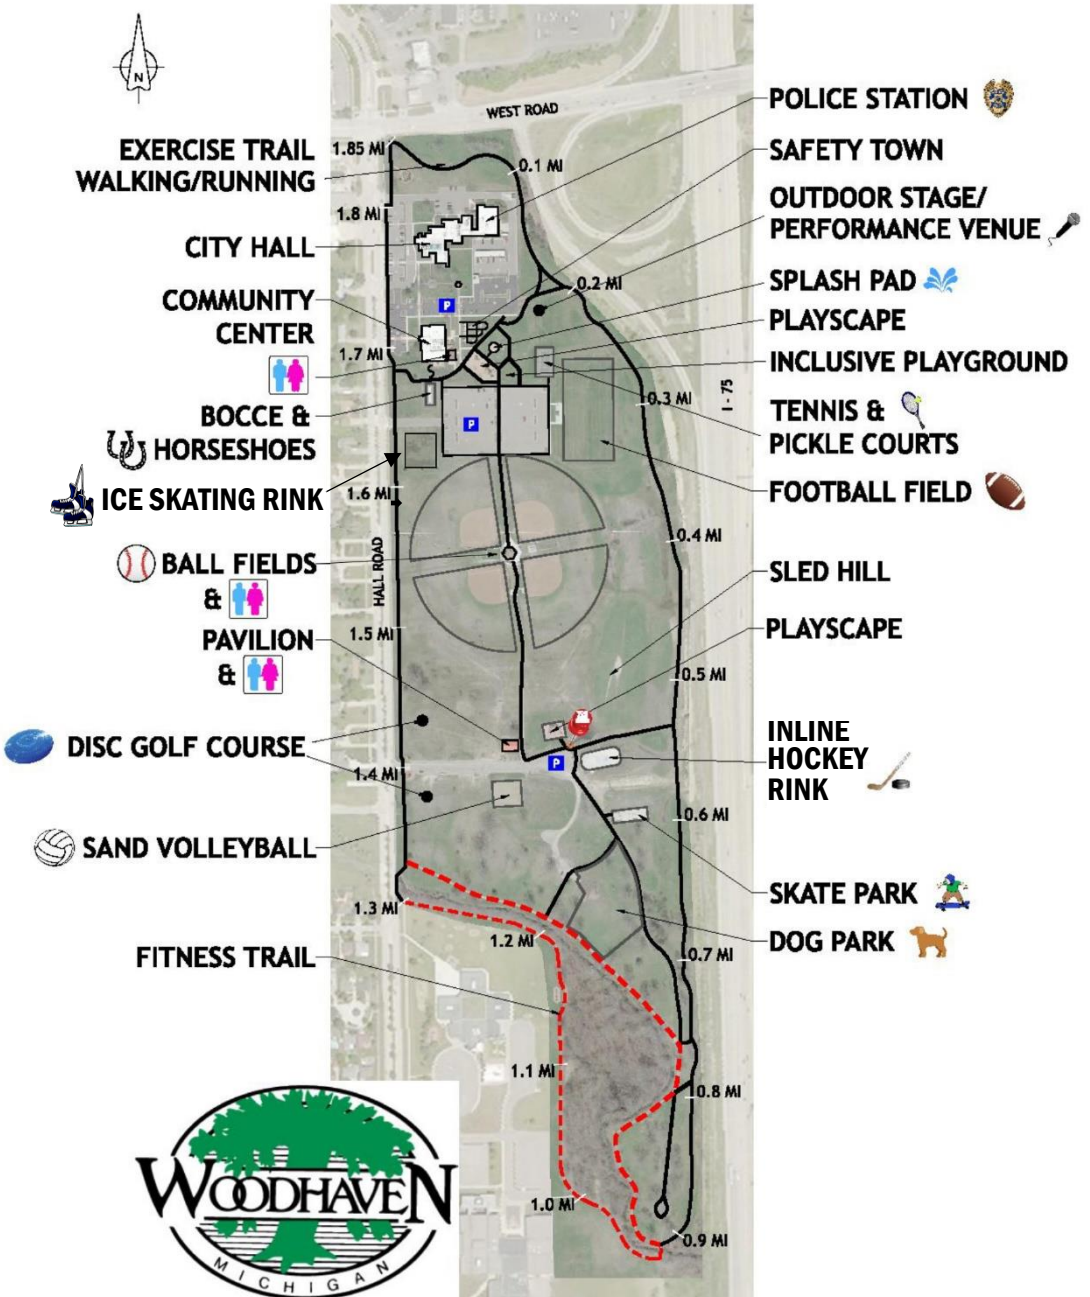 N
WEST ROAD
EXERCISE TRAIL
WALKING/RUNNING
CITY HALL
COMMUNITY
CENTER
BOCCE &
HORSESHOES
ICE SKATING RINK
BALL FIELDS
&
PAVILION
&
DISC GOLF COURSE
SAND VOLLEYBALL
FITNESS TRAIL
1.85 MI
1.8 MI
1.7 MI
1.6 MI
HALL ROAD
1.5 MI
1.4 MI
1.3 MI
1.2 MI
1.1 MI
1.0 MI
0.1 MI
0.2 MI
0.3 MI
0.4 MI
0.5 MI
0.6 MI
0.7 MI
0.8 MI
0.9 MI
P
P
P
I - 75
POLICE STATION
SAFETY TOWN
OUTDOOR STAGE/
PERFORMANCE VENUE
SPLASH PAD
PLAYSCAPE
INCLUSIVE PLAYGROUND
TENNIS &
PICKLE COURTS
FOOTBALL FIELD
SLED HILL
PLAYSCAPE
INLINE
HOCKEY
RINK
SKATE PARK
DOG PARK
WOODHAVEN
MICHIGAN